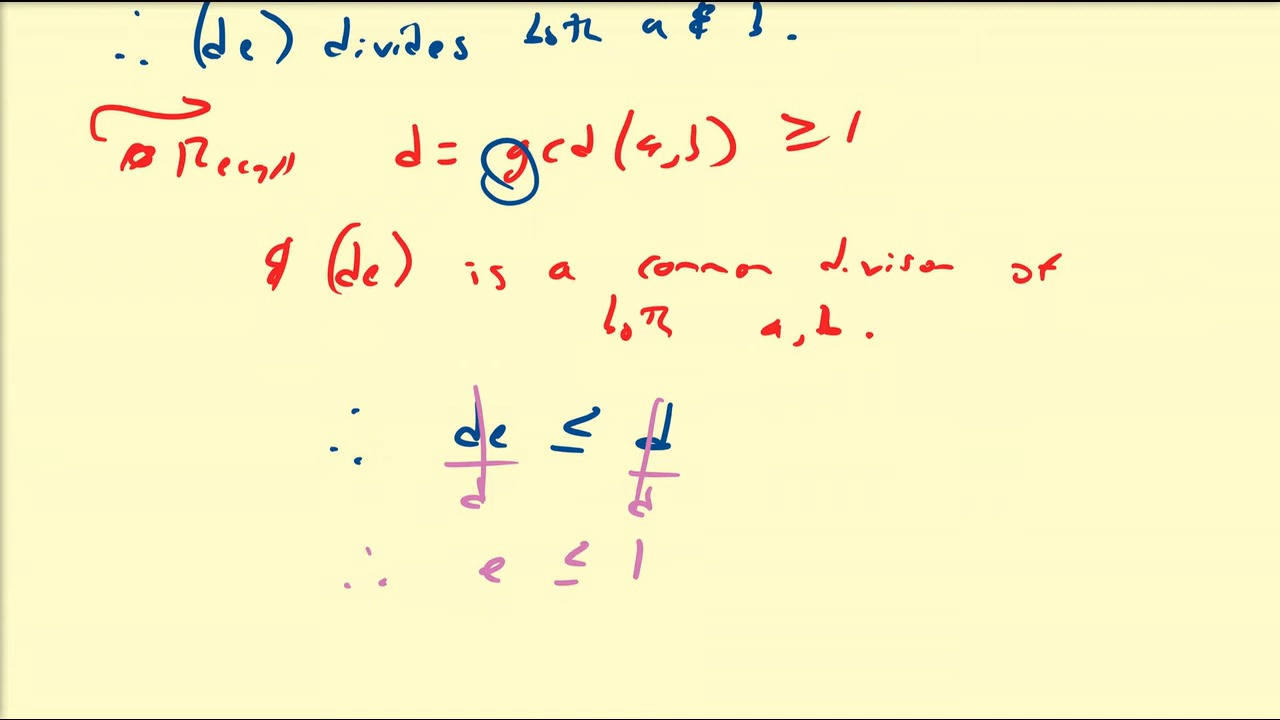 ∴ (de) divides both a & b.
Recall d = gcd(a,b) ≥ 1
& (de) is a common divisor of
both a, b.
∴ de/d ≤ d/d
∴ e ≤ 1